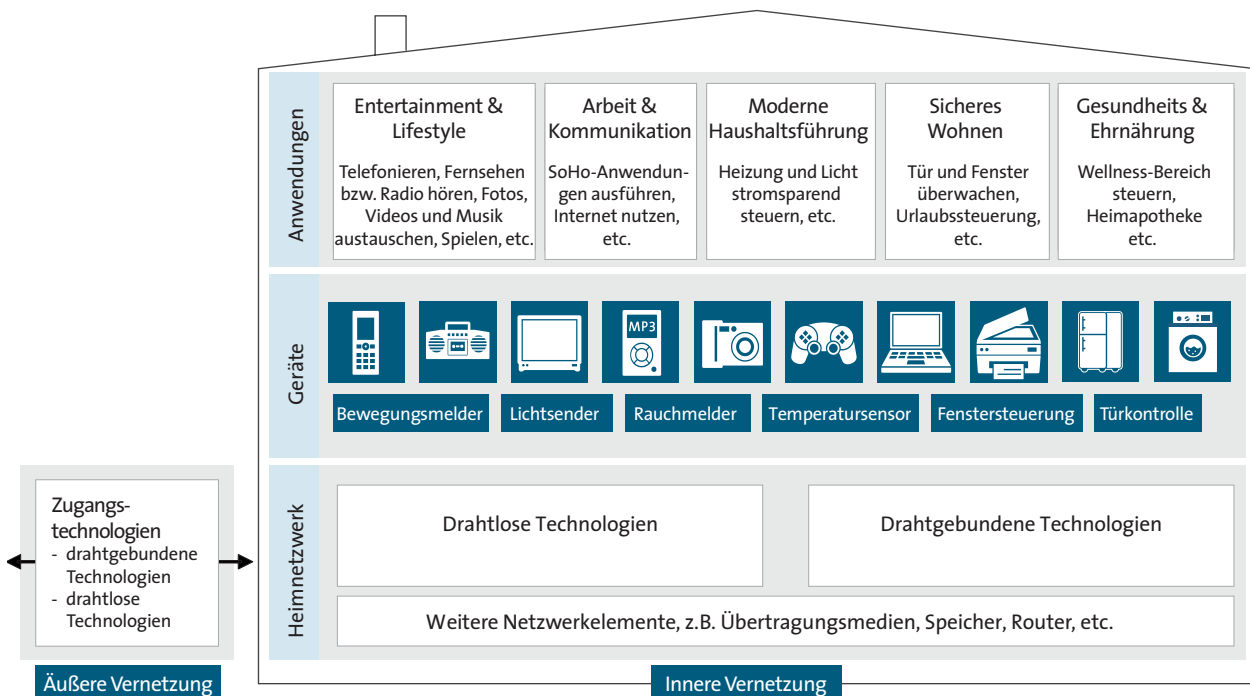 Anwendungen
Entertainment &
Lifestyle
Telefonieren, Fernsehen
bzw. Radio hören, Fotos,
Videos und Musik
austauschen, Spielen, etc.
Arbeit &
Kommunikation
SoHo-Anwendun-
gen ausführen,
Internet nutzen,
etc.
Moderne
Haushaltsführung
Heizung und Licht
stromsparend
steuern, etc.
Sicheres
Wohnen
Tür und Fenster
überwachen,
Urlaubssteuerung,
etc.
Gesundheits &
Ehrnährung
Wellness-Bereich
steuern,
Heimapotheke
etc.
Geräte
MP3
Bewegungsmelder
Lichtsender
Rauchmelder
Temperatursensor
Fenstersteuerung
Türkontrolle
Zugangs-
technologien
- drahtgebundene
Technologien
- drahtlose
Technologien
Äußere Vernetzung
Heimnetzwerk
Drahtlose Technologien
Drahtgebundene Technologien
Weitere Netzwerkelemente, z.B. Übertragungsmedien, Speicher, Router, etc.
Innere Vernetzung